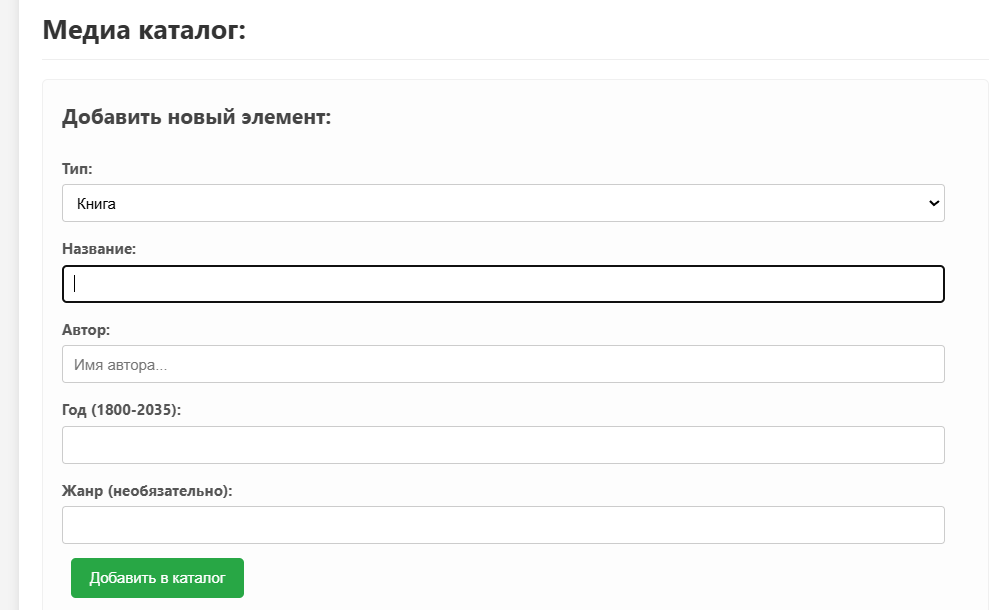 Медиа каталог:
Добавить новый элемент:
Тип:
Книга
Название:
Автор:
Имя автора...
Год (1800-2035):
Жанр (необязательно):
Добавить в каталог